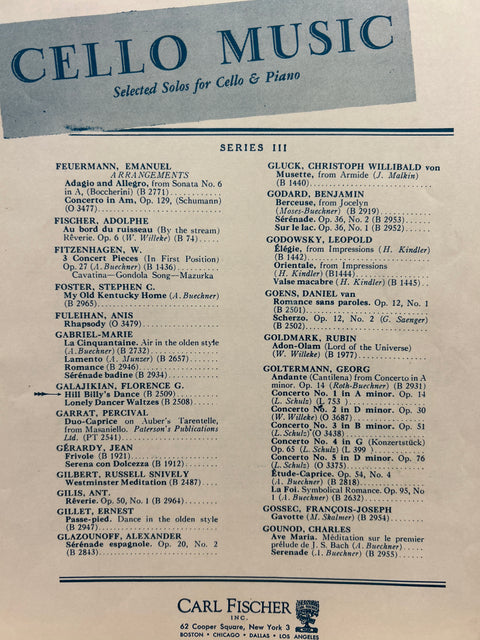 CELLO MUSIC
Selected Solos for Cello & Piano
SERIES III
FEUERMANN, EMANUEL
ARRANGEMENTS
Adagio and Allegro, from Sonata No. 6
in A, (Boccherini) (B 2771)
Concerto in Am, Op. 129, (Schumann)
(O 3477)
FISCHER, ADOLPHE
Au bord du ruisseau (By the stream)
Rêverie. Op. 6 (W. Willeke) (B 74)
FITZENHAGEN, W.
3 Concert Pieces (In First Position)
Op. 27 (A. Buechner) (B 1436)
Cavatina—Gondola Song—Mazurka
FOSTER, STEPHEN C.
My Old Kentucky Home (A. Buechner)
(B 2965)
FULEIHAN, ANIS
Rhapsody (O 3479)
GABRIEL-MARIE
La Cinquantaine. Air in the olden style
(A. Buechner) (B 2732)
Lamento (A. Munzer) (B 2657)
Romance (B 2946)
Sérénade badine (B 2934)
GALAJIKIAN, FLORENCE G.
Hill Billy's Dance (B 2509)
Lonely Dancer Waltzes (B 2508)
GARRAT, PERCIVAL
Duo-Caprice on Auber's Tarentelle,
from Masaniello. Paterson's Publications
Ltd. (PT 2541)
GÉRARDY, JEAN
Frivole (B 1921)
Serena con Dolcezza (B 1912)
GILBERT, RUSSELL SNIVELY
Westminster Meditation (B 2487)
GILIS, ANT.
Rêverie. Op. 50, No. 1 (B 2964)
GILLET, ERNEST
Passe-pied. Dance in the olden style
(B 2947)
GLAZOUNOFF, ALEXANDER
Sérénade espagnole. Op. 20, No. 2
(B 2843)
GLUCK, CHRISTOPH WILLIBALD von
Musette, from Armide (J. Malkin)
(B 1440)
GODARD, BENJAMIN
Berceuse, from Jocelyn
(Moses-Buechner) (B 2919)
Sérénade. Op. 36, No. 2 (B 2953)
Sur le lac. Op. 36, No. 1 (B 2952)
GODOWSKY, LEOPOLD
Élégie, from Impressions (H. Kindler)
(B 1442)
Orientale, from Impressions
(H. Kindler) (B1444)
Valse macabre (H. Kindler) (B 1445)
GOENS, DANIEL van
Romance sans paroles. Op. 12, No. 1
(B 2501)
Scherzo. Op. 12, No. 2 (G. Saenger)
(B 2502)
GOLDMARK, RUBIN
Adon-Olam (Lord of the Universe)
(W. Willeke) (B 1977)
GOLTERMANN, GEORG
Andante (Cantilena) from Concerto in A
minor. Op. 14 (Roth-Buechner) (B 2931)
Concerto No. 1 in A minor. Op. 14
(L. Schulz) (L 753 )
Concerto No. 2 in D minor. Op. 30
(W. Willeke) (O 3687)
Concerto No. 3 in B minor. Op. 51
(L. Schulz) (O 3438)
Concerto No. 4 in G (Konzertstück)
Op. 65 (L. Schulz) (L 399 )
Concerto No. 5 in D minor. Op. 76
(L. Schulz) (O 3375)
Étude-Caprice. Op. 54, No. 4
(A. Buechner) (B 2818)
La Foi. Symbolical Romance. Op. 95, No
1 (A. Buechner) (B 2632)
GOSSEC, FRANÇOIS-JOSEPH
Gavotte (M. Skalmer) (B 2954)
GOUNOD, CHARLES
Ave Maria. Méditation sur le premier
prélude de J. S. Bach (A. Buechner)
Serenade (A. Buechner) (B 2955)
CARL FISCHER
INC.
62 Cooper Square, New York 3
BOSTON • CHICAGO • DALLAS • LOS ANGELES